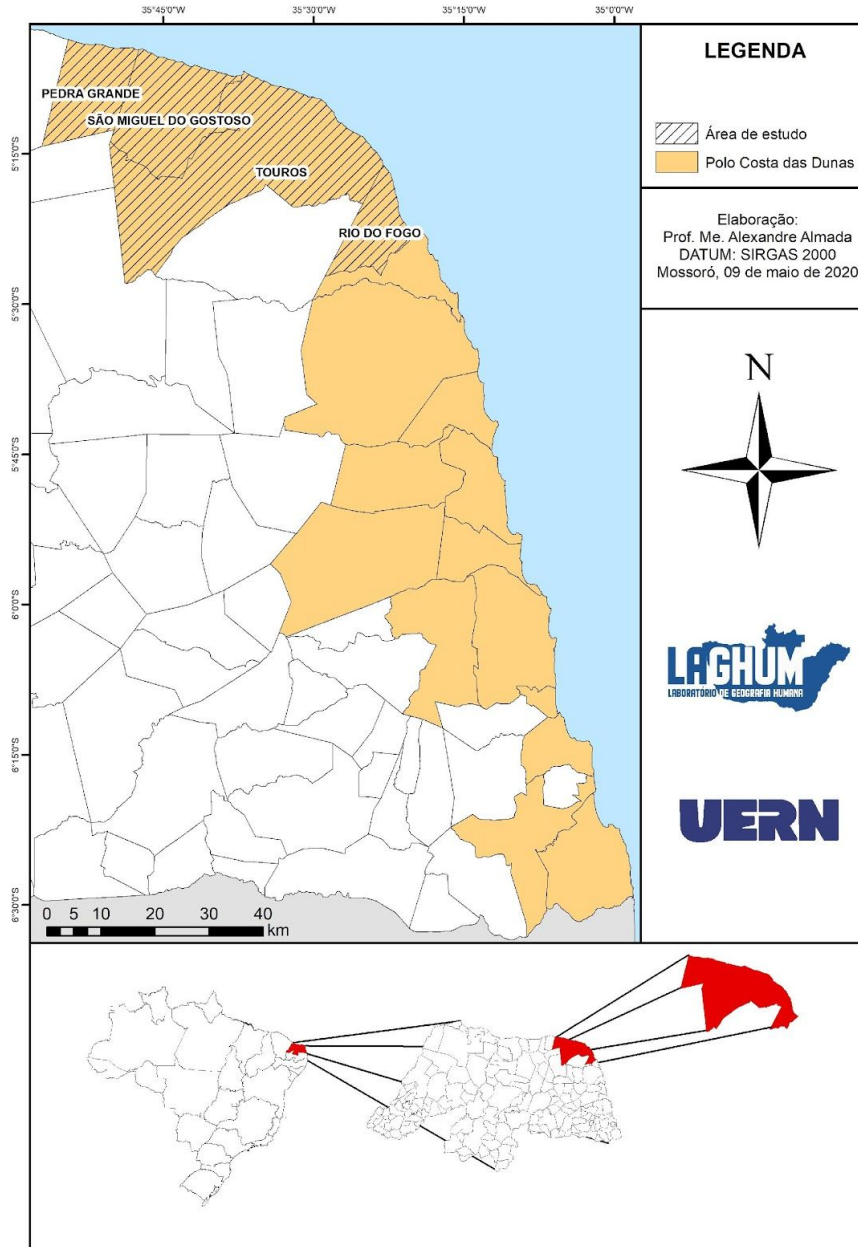 35°45'0"W
35°30'0"W
35°15'0"W
35°0'0"W
PEDRA GRANDE
SÃO MIGUEL DO GOSTOSO
TOUROS
RIO DO FOGO
5°15'0"S
5°30'0"S
5°45'0"S
6°0'0"S
6°15'0"S
6°30'0"S
0 5 10 20 30 40
km
LEGENDA
Área de estudo
Polo Costa das Dunas
Elaboração:
Prof. Me. Alexandre Almada
DATUM: SIRGAS 2000
Mossoró, 09 de maio de 2020
N
LAGHUM
LABORATÓRIO DE GEOGRAFIA HUMANA
UERN